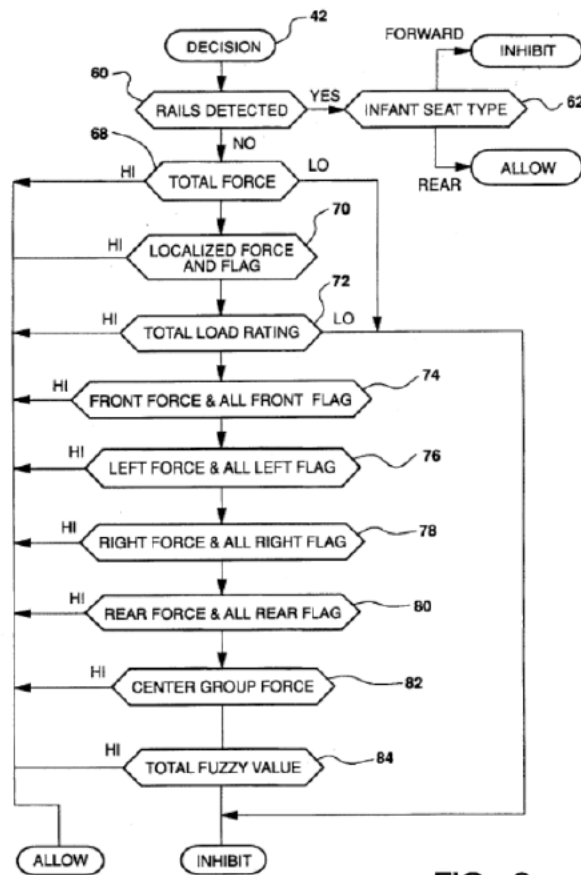 42
DECISION
FORWARD
INHIBIT
60
RAILS DETECTED
YES
INFANT SEAT TYPE
62
NO
68
HI
TOTAL FORCE
LO
REAR
ALLOW
70
HI
LOCALIZED FORCE
AND FLAG
72
HI
TOTAL LOAD RATING
LO
74
HI
FRONT FORCE & ALL FRONT FLAG
76
HI
LEFT FORCE & ALL LEFT FLAG
78
HI
RIGHT FORCE & ALL RIGHT FLAG
80
HI
REAR FORCE & ALL REAR FLAG
82
HI
CENTER GROUP FORCE
84
HI
TOTAL FUZZY VALUE
ALLOW
INHIBIT